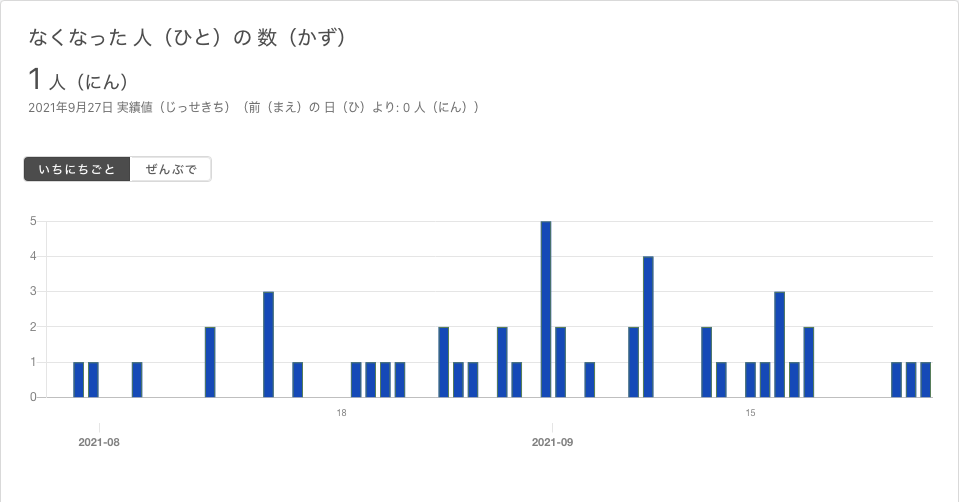 なくなった 人（ひと）の 数（かず）
1 人（にん）
2021年9月27日 実績値（じっせきち）（前（まえ）の 日（ひ）より: 0 人（にん））
いちにちごと ぜんぶで
5
4
3
2
1
0
18 15
2021-08 2021-09